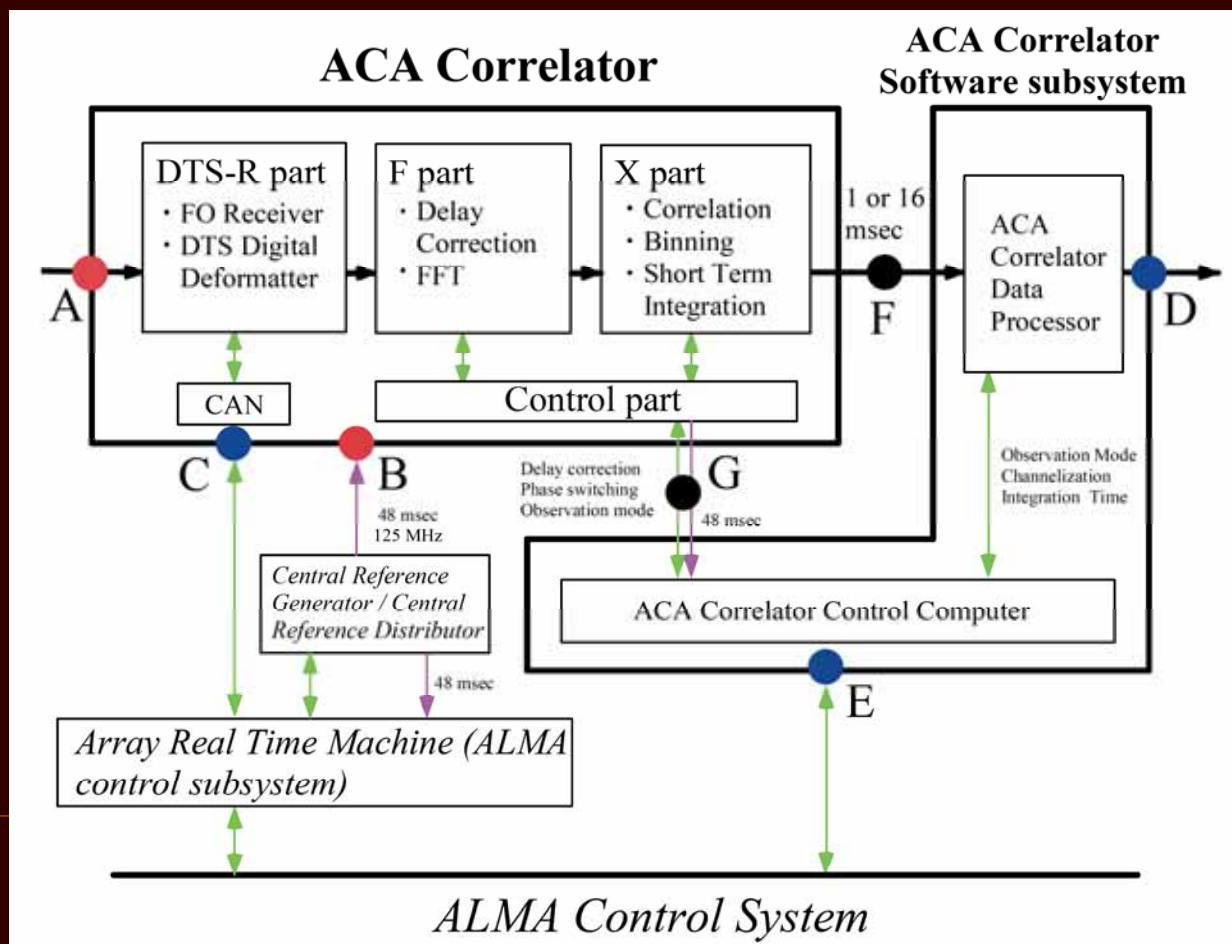 ACA Correlator
ACA Correlator
Software subsystem
DTS-R part
・ FO Receiver
・ DTS Digital
Deformatter
F part
・ Delay
Correction
・ FFT
X part
・ Correlation
・ Binning
・ Short Term
Integration
1 or 16
msec
ACA
Correlator
Data
Processor
A
F
D
CAN
Control part
C
B
G
Delay correction
Phase switching
Observation mode
48 msec
Observation Mode
Channelization
Integration Time
48 msec
125 MHz
Central Reference
Generator / Central
Reference Distributor
ACA Correlator Control Computer
48 msec
E
Array Real Time Machine (ALMA
control subsystem)
ALMA Control System